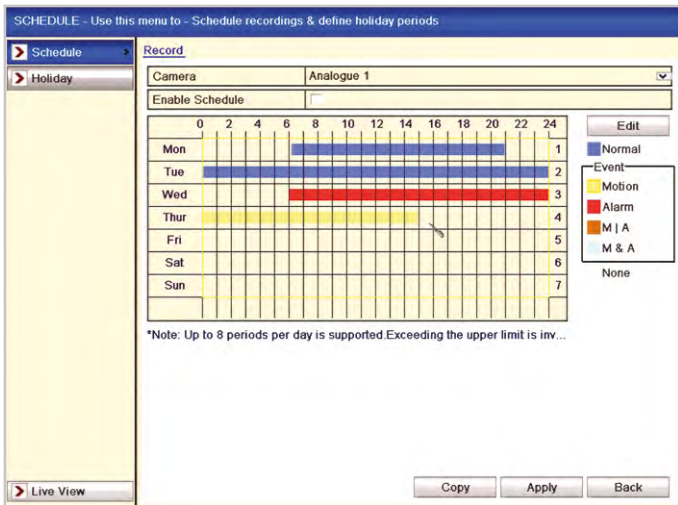 SCHEDULE - Use this menu to - Schedule recordings & define holiday periods
Schedule
Holiday
Record
Camera
Analogue 1
Enable Schedule
0 2 4 6 8 10 12 14 16 18 20 22 24
Mon 1
Tue 2
Wed 3
Thur 4
Fri 5
Sat 6
Sun 7
Edit
Normal
Event
Motion
Alarm
M | A
M & A
None
*Note: Up to 8 periods per day is supported.Exceeding the upper limit is inv...
Live View
Copy
Apply
Back